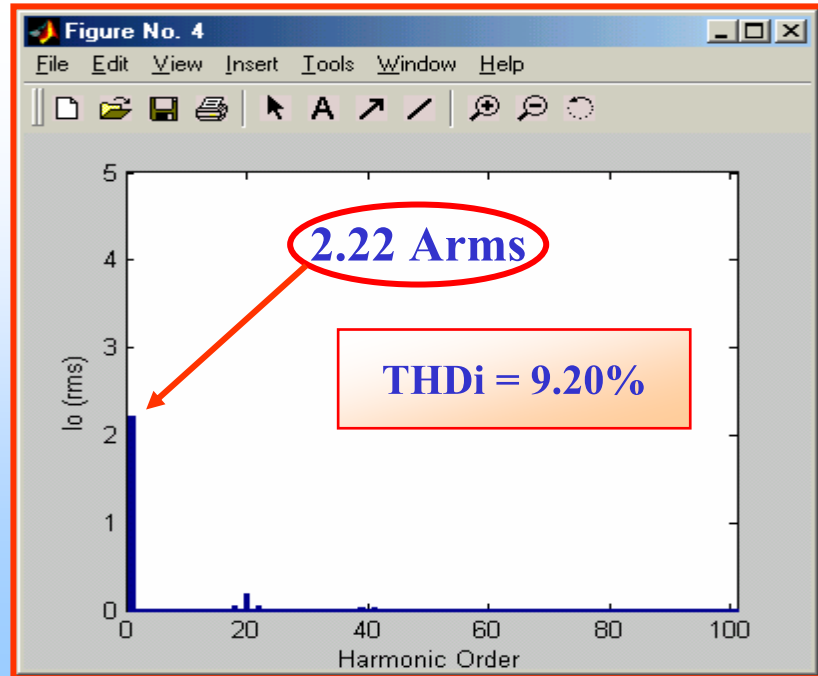 Figure No. 4
File Edit View Insert Tools Window Help
A
5
4
3
2
1
0
Io (rms)
2.22 Arms
THDi = 9.20%
0 20 40 60 80 100
Harmonic Order